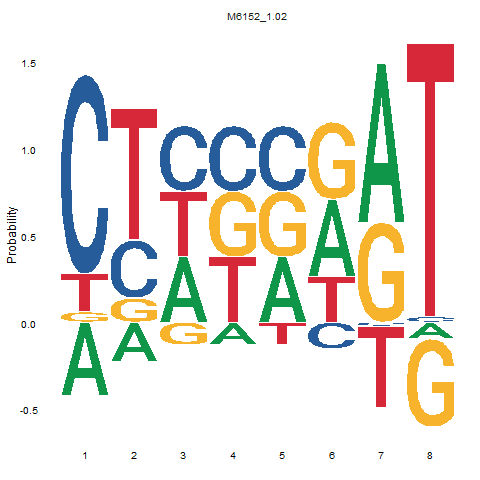 M6152_1.02
1.5
1.0
0.5
0.0
-0.5
Probability
C T C C C G A T
T C T G G A G C
G G A T A T C A
A A G A T C T G
1 2 3 4 5 6 7 8